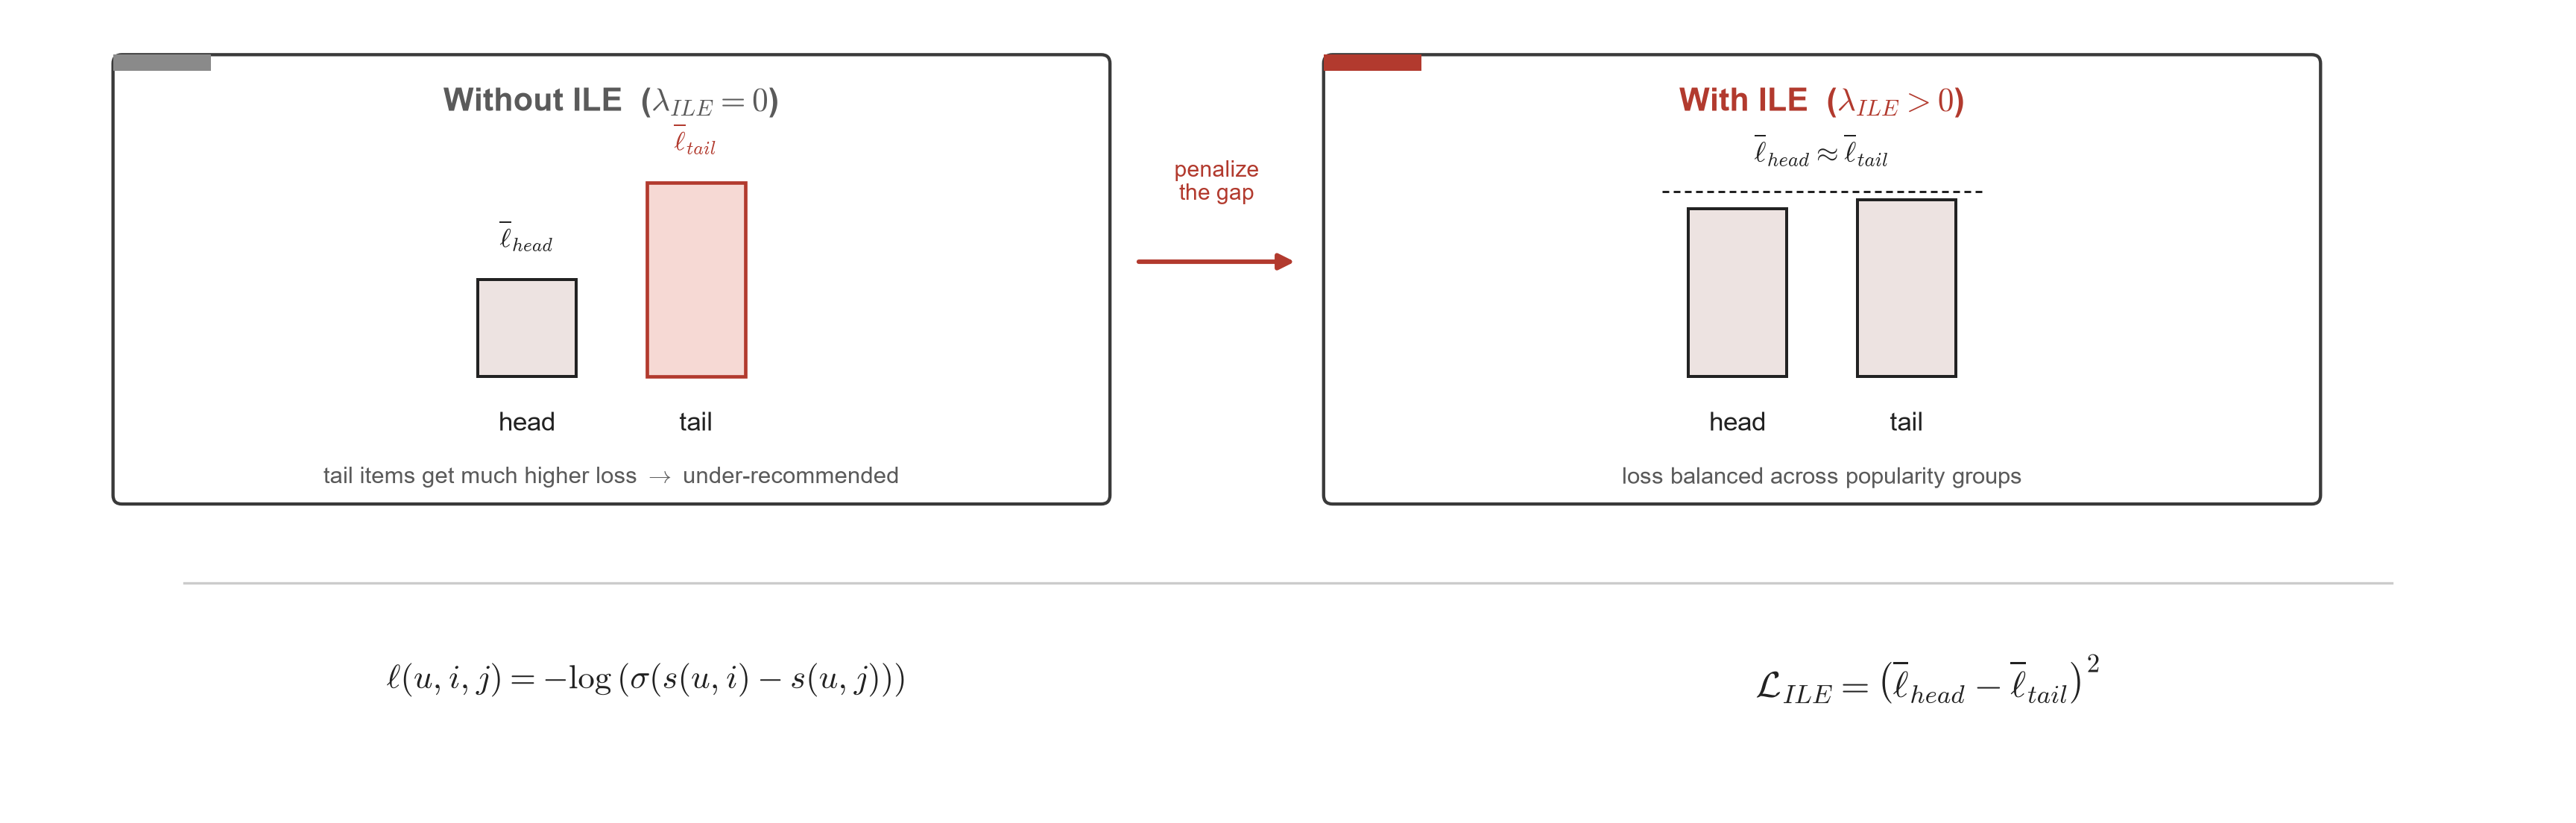 Without ILE (λ_ILE = 0)
ℓ̅_tail
ℓ̅_head
head tail
tail items get much higher loss → under-recommended
penalize
the gap
With ILE (λ_ILE > 0)
ℓ̅_head ≈ ℓ̅_tail
head tail
loss balanced across popularity groups
ℓ(u, i, j) = −log (σ(s(u, i) − s(u, j)))
ℒ_ILE = (ℓ̅_head − ℓ̅_tail)²